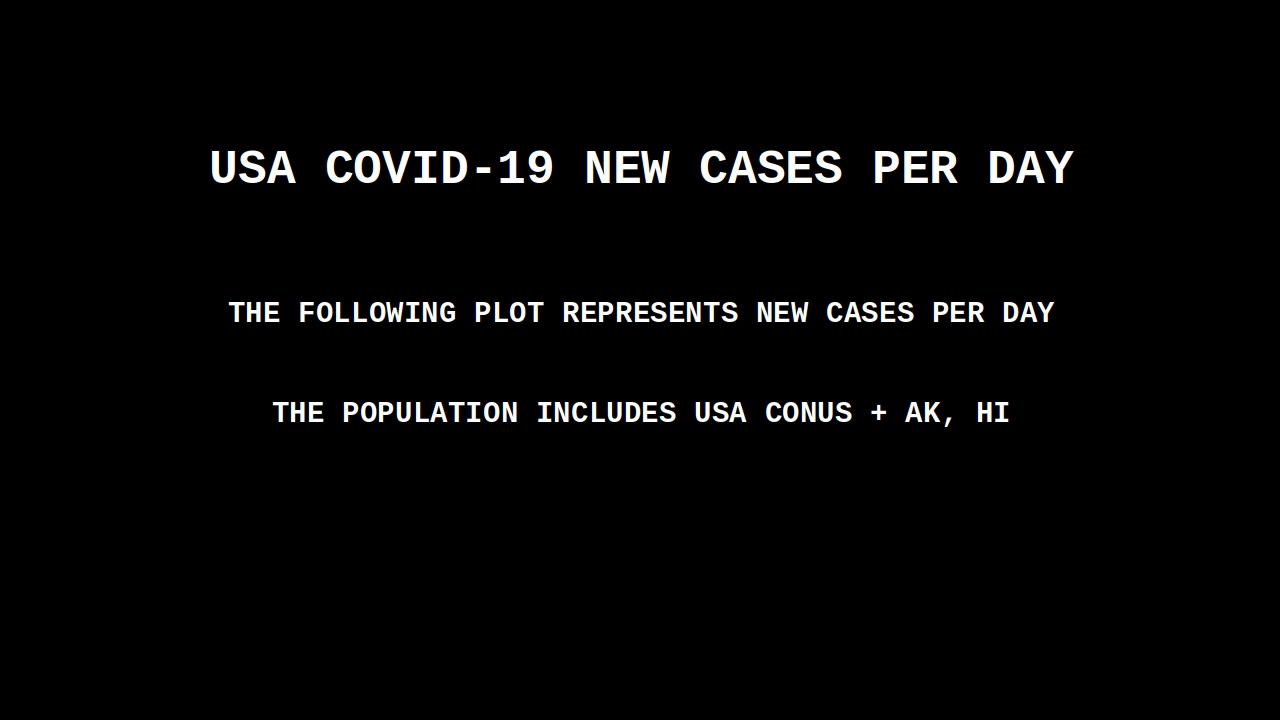 USA COVID-19 NEW CASES PER DAY
THE FOLLOWING PLOT REPRESENTS NEW CASES PER DAY
THE POPULATION INCLUDES USA CONUS + AK, HI